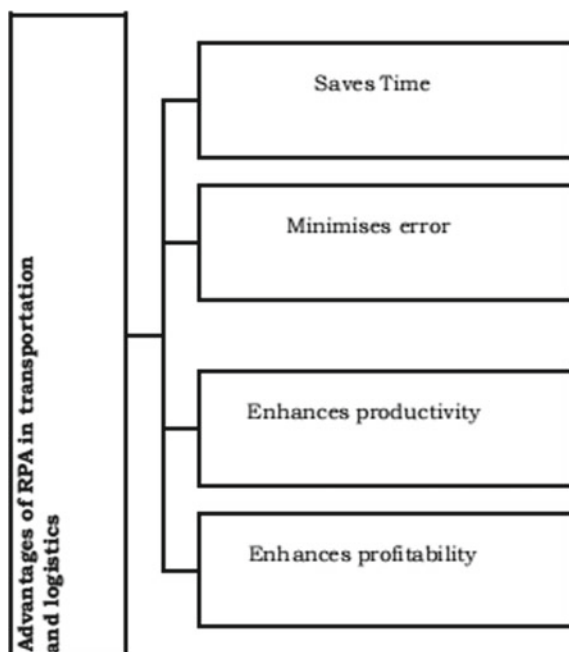 Advantages of RPA in transportation
and logistics
Saves Time
Minimises error
Enhances productivity
Enhances profitability